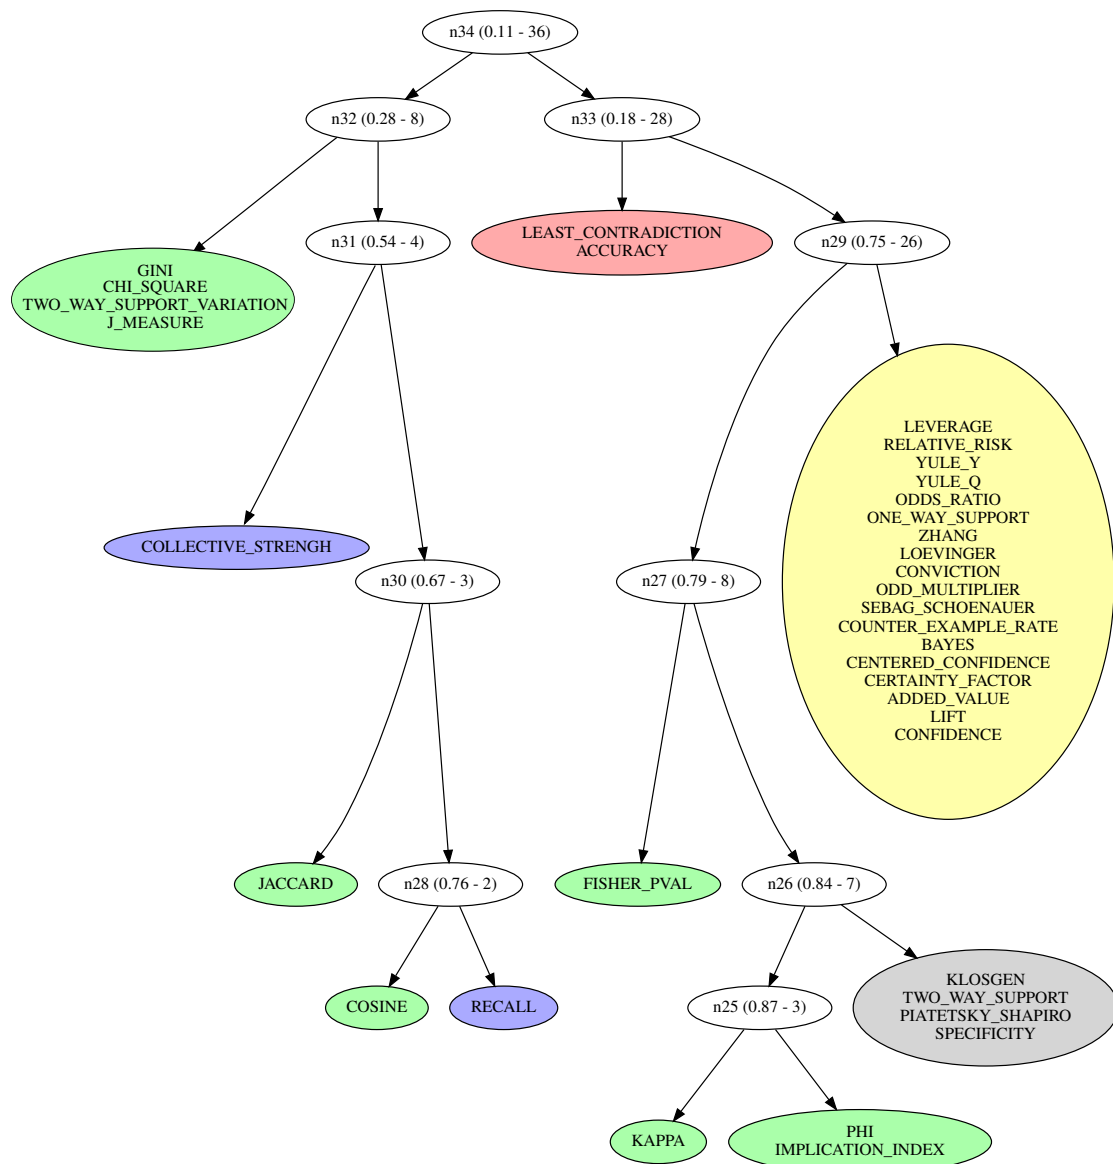 n34 (0.11 - 36)
n32 (0.28 - 8)
n33 (0.18 - 28)
n31 (0.54 - 4)
LEAST_CONTRADICTION
ACCURACY
n29 (0.75 - 26)
GINI
CHI_SQUARE
TWO_WAY_SUPPORT_VARIATION
J_MEASURE
LEVERAGE
RELATIVE_RISK
YULE_Y
YULE_Q
ODDS_RATIO
ONE_WAY_SUPPORT
ZHANG
LOEVINGER
CONVICTION
ODD_MULTIPLIER
SEBAG_SCHOENAUER
COUNTER_EXAMPLE_RATE
BAYES
CENTERED_CONFIDENCE
CERTAINTY_FACTOR
ADDED_VALUE
LIFT
CONFIDENCE
COLLECTIVE_STRENGH
n30 (0.67 - 3)
n27 (0.79 - 8)
JACCARD
n28 (0.76 - 2)
FISHER_PVAL
n26 (0.84 - 7)
COSINE
RECALL
n25 (0.87 - 3)
KLOSGEN
TWO_WAY_SUPPORT
PIATETSKY_SHAPIRO
SPECIFICITY
KAPPA
PHI
IMPLICATION_INDEX